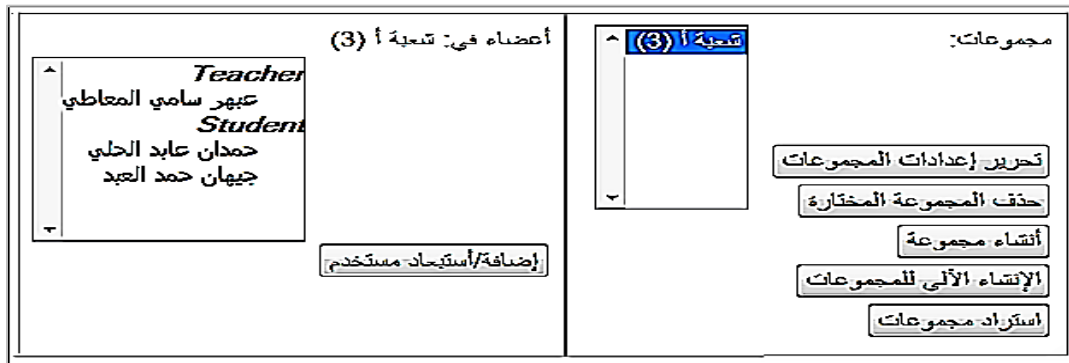 مجموعات:
شعبة أ (3)
تحرير إعدادات المجموعات
حذف المجموعة المختارة
أنشاء مجموعة
الإنشاء الآلي للمجموعات
استراد مجموعات
أعضاء في: شعبة أ (3)
Teacher
عبهر سامي المعاطي
Student
حمدان عابد الحلي
جيهان حمد العبد
إضافة/أستبعاد مستخدم